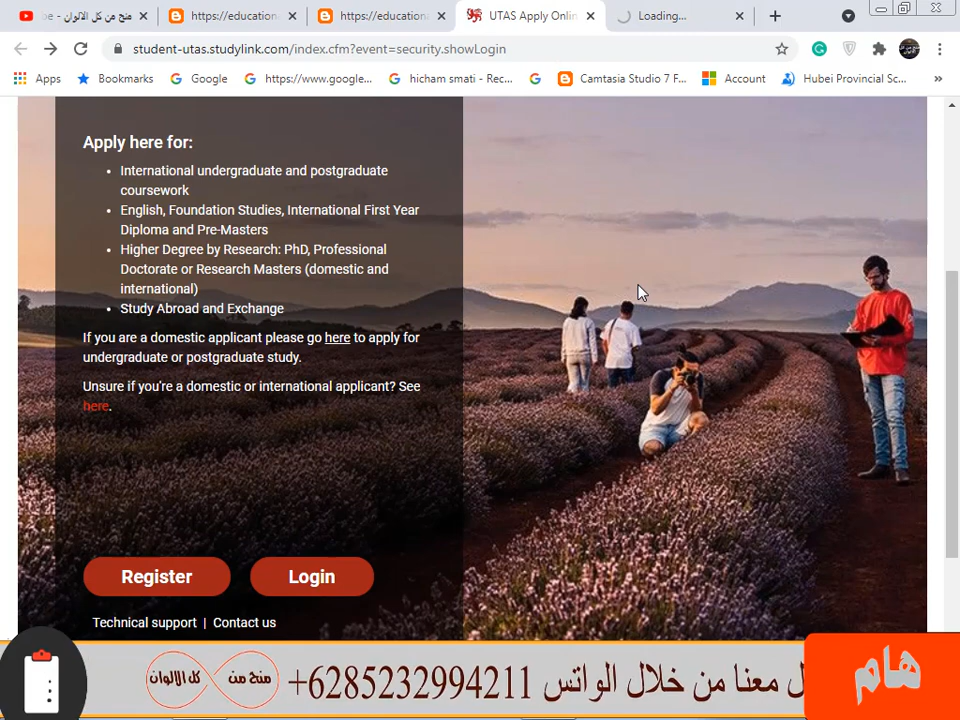 be - منح من كل الالوان
https://education
https://educationa
UTAS Apply Onlin
Loading...
student-utas.studylink.com/index.cfm?event=security.showLogin
Apps
Bookmarks
Google
https://www.google...
hicham smati - Rec...
Camtasia Studio 7 F...
Account
Hubei Provincial Sc...
»
Apply here for:
• International undergraduate and postgraduate
coursework
• English, Foundation Studies, International First Year
Diploma and Pre-Masters
• Higher Degree by Research: PhD, Professional
Doctorate or Research Masters (domestic and
international)
• Study Abroad and Exchange
If you are a domestic applicant please go here to apply for
undergraduate or postgraduate study.
Unsure if you're a domestic or international applicant? See
here.
Register
Login
Technical support | Contact us
هام
ل معنا من خلال الواتس 6285232994211+
منح من
كل الالوان